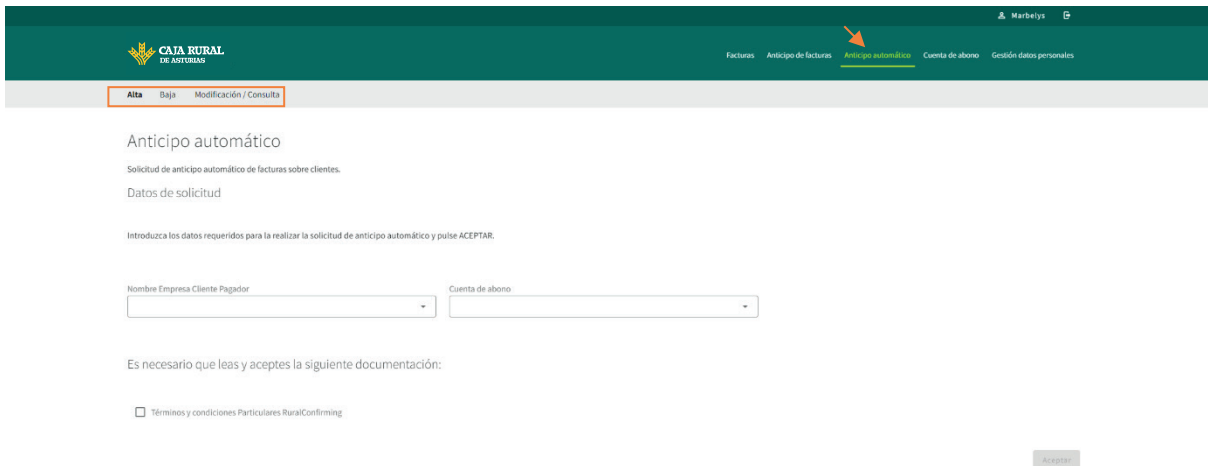 Marbelys
CAJA RURAL
DE ASTURIAS
Facturas Anticipo de facturas Anticipo automático Cuenta de abono Gestión datos personales
Alta Baja Modificación / Consulta
Anticipo automático
Solicitud de anticipo automático de facturas sobre clientes.
Datos de solicitud
Introduzca los datos requeridos para la realizar la solicitud de anticipo automático y pulse ACEPTAR.
Nombre Empresa Cliente Pagador Cuenta de abono
Es necesario que leas y aceptes la siguiente documentación:
Términos y condiciones Particulares RuralConfirming
Aceptar